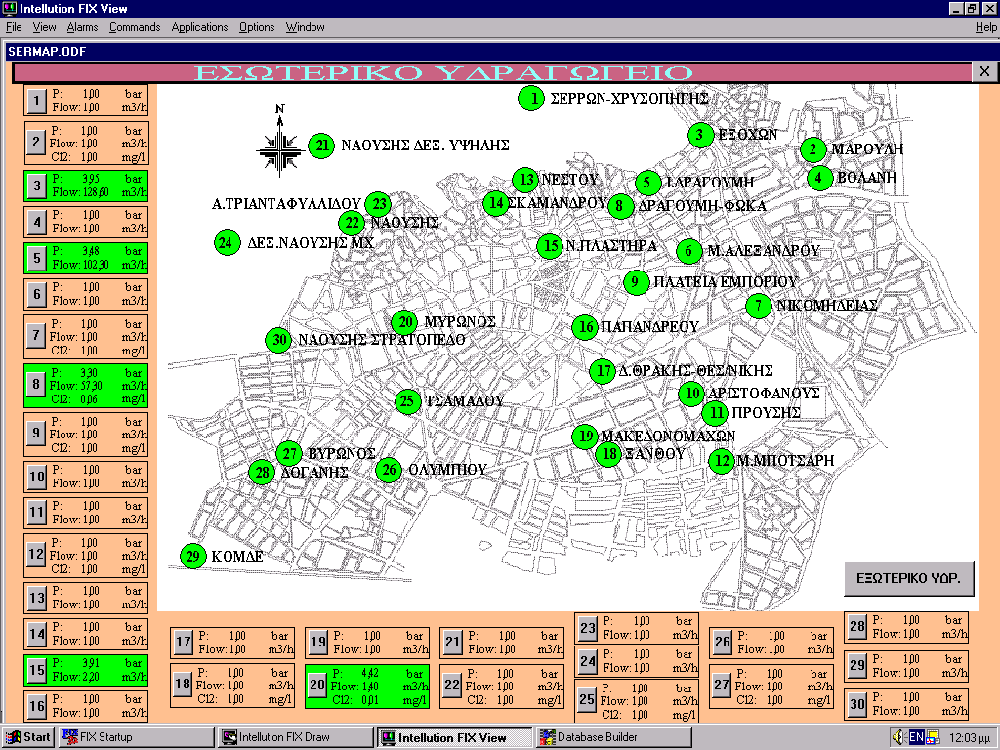 Intellution FIX View
File View Alarms Commands Applications Options Window Help
SERMAP.ODF
ΕΣΩΤΕΡΙΚΟ ΥΔΡΑΓΩΓΕΙΟ
1 P: 1,00 bar
Flow: 1,00 m3/h
2 P: 1,00 bar
Flow: 1,00 m3/h
Cl2: 1,00 mg/l
3 P: 3,95 bar
Flow: 128,60 m3/h
4 P: 1,00 bar
Flow: 1,00 m3/h
5 P: 3,48 bar
Flow: 102,30 m3/h
6 P: 1,00 bar
Flow: 1,00 m3/h
7 P: 1,00 bar
Flow: 1,00 m3/h
Cl2: 1,00 mg/l
8 P: 3,30 bar
Flow: 57,30 m3/h
Cl2: 0,06 mg/l
9 P: 1,00 bar
Flow: 1,00 m3/h
Cl2: 1,00 mg/l
10 P: 1,00 bar
Flow: 1,00 m3/h
11 P: 1,00 bar
Flow: 1,00 m3/h
12 P: 1,00 bar
Flow: 1,00 m3/h
Cl2: 1,00 mg/l
13 P: 1,00 bar
Flow: 1,00 m3/h
14 P: 1,00 bar
Flow: 1,00 m3/h
15 P: 3,91 bar
Flow: 2,20 m3/h
16 P: 1,00 bar
Flow: 1,00 m3/h
N
1 ΣΕΡΡΩΝ-ΧΡΥΣΟΠΗΓΗΣ
3 ΕΞΟΧΩΝ
21 ΝΑΟΥΣΗΣ ΔΕΞ. ΥΨΗΛΗΣ
2 ΜΑΡΟΥΛΗ
13 ΝΕΣΤΟΥ
5 Ι.ΔΡΑΓΟΥΜΗ
4 ΒΟΛΑΝΗ
Α.ΤΡΙΑΝΤΑΦΥΛΛΙΔΟΥ 23
14 ΣΚΑΜΑΝΔΡΟΥ
8 ΔΡΑΓΟΥΜΗ-ΦΩΚΑ
22 ΝΑΟΥΣΗΣ
24 ΔΕΞ.ΝΑΟΥΣΗΣ ΜΧ
15 Ν.ΠΛΑΣΤΗΡΑ
6 Μ.ΑΛΕΞΑΝΔΡΟΥ
9 ΠΛΑΤΕΙΑ ΕΜΠΟΡΙΟΥ
7 ΝΙΚΟΜΗΔΕΙΑΣ
20 ΜΥΡΩΝΟΣ
16 ΠΑΠΑΝΔΡΕΟΥ
30 ΝΑΟΥΣΗΣ ΣΤΡΑΤΟΠΕΔΟ
17 Δ.ΘΡΑΚΗΣ-ΘΕΣ/ΝΙΚΗΣ
25 ΤΣΑΜΑΔΟΥ
10 ΑΡΙΣΤΟΦΑΝΟΥΣ
11 ΠΡΟΥΣΗΣ
19 ΜΑΚΕΔΟΝΟΜΑΧΩΝ
27 ΒΥΡΩΝΟΣ
18 ΞΑΝΘΟΥ
12 Μ.ΜΠΟΤΣΑΡΗ
28 ΔΟΓΑΝΗΣ
26 ΟΛΥΜΠΙΟΥ
29 ΚΟΜΔΕ
ΕΞΩΤΕΡΙΚΟ ΥΔΡ.
17 P: 1,00 bar
Flow: 1,00 m3/h
18 P: 1,00 bar
Flow: 1,00 m3/h
Cl2: 1,00 mg/l
19 P: 1,00 bar
Flow: 1,00 m3/h
20 P: 4,42 bar
Flow: 1,40 m3/h
Cl2: 0,01 mg/l
21 P: 1,00 bar
Flow: 1,00 m3/h
22 P: 1,00 bar
Flow: 1,00 m3/h
Cl2: 1,00 mg/l
23 P: 1,00 bar
Flow: 1,00 m3/h
24 P: 1,00 bar
Flow: 1,00 m3/h
25 P: 1,00 bar
Flow: 1,00 m3/h
Cl2: 1,00 mg/l
26 P: 1,00 bar
Flow: 1,00 m3/h
27 P: 1,00 bar
Flow: 1,00 m3/h
Cl2: 1,00 mg/l
28 P: 1,00 bar
Flow: 1,00 m3/h
29 P: 1,00 bar
Flow: 1,00 m3/h
30 P: 1,00 bar
Flow: 1,00 m3/h
Start FIX Startup Intellution FIX Draw Intellution FIX View Database Builder EN 12:03 μμ